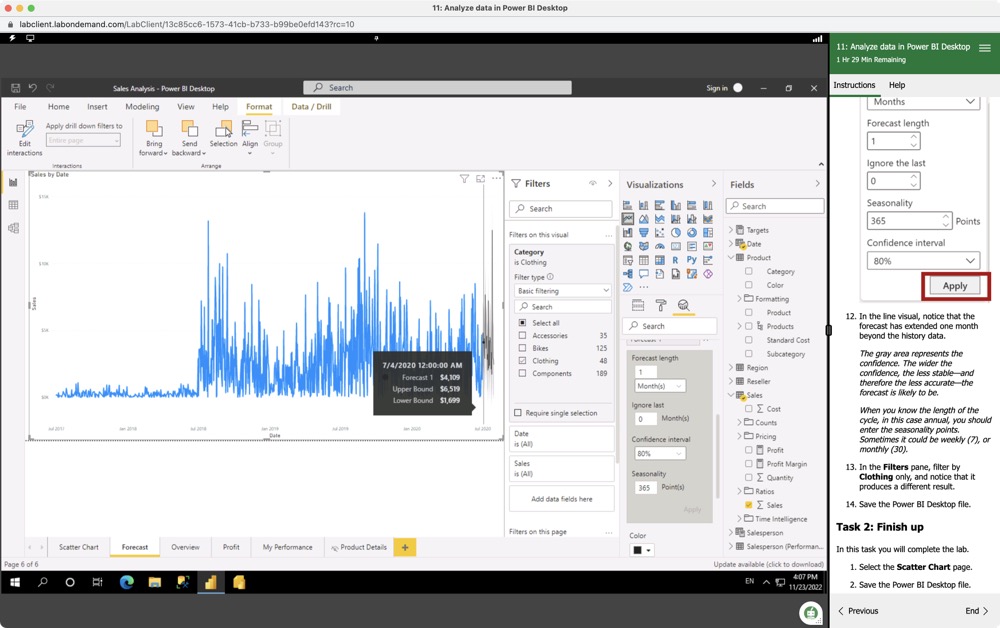 11: Analyze data in Power BI Desktop
labclient.labondemand.com/LabClient/13c85cc6-1573-41cb-b733-b99be0efd143?rc=10
Sales Analysis - Power BI Desktop
Search
Sign in
File Home Insert Modeling View Help Format Data / Drill
Edit interactions
Apply drill down filters to
Entire page
Interactions
Bring forward
Send backward
Selection
Align
Group
Arrange
Sales by Date
$15K
$10K
$5K
$0K
Sales
Jul 2017 Jan 2018 Jul 2018 Jan 2019 Jul 2019 Jan 2020 Jul 2020
Date
7/4/2020 12:00:00 AM
Forecast 1 $4,109
Upper Bound $6,519
Lower Bound $1,699
Filters
Search
Filters on this visual
Category
is Clothing
Filter type
Basic filtering
Search
Select all
Accessories 35
Bikes 125
Clothing 48
Components 189
Require single selection
Date
is (All)
Sales
is (All)
Add data fields here
Filters on this page
Visualizations
Search
Forecast 1
Forecast length
1
Month(s)
Ignore last
0 Month(s)
Confidence interval
80%
Seasonality
365 Point(s)
Apply
Color
Fields
Search
Targets
Date
Product
Category
Color
Formatting
Product
Products
Standard Cost
Subcategory
Region
Reseller
Sales
Cost
Counts
Pricing
Profit
Profit Margin
Quantity
Ratios
Sales
Time Intelligence
Salesperson
Salesperson (Performan...
Scatter Chart Forecast Overview Profit My Performance Product Details +
Page 6 of 6
Update available (click to download)
EN
4:07 PM
11/23/2022
11: Analyze data in Power BI Desktop
1 Hr 29 Min Remaining
Instructions Help
Months
Forecast length
1
Ignore the last
0
Seasonality
365 Points
Confidence interval
80%
Apply
12. In the line visual, notice that the
forecast has extended one month
beyond the history data.
The gray area represents the
confidence. The wider the
confidence, the less stable—and
therefore the less accurate—the
forecast is likely to be.
When you know the length of the
cycle, in this case annual, you should
enter the seasonality points.
Sometimes it could be weekly (7), or
monthly (30).
13. In the Filters pane, filter by
Clothing only, and notice that it
produces a different result.
14. Save the Power BI Desktop file.
Task 2: Finish up
In this task you will complete the lab.
1. Select the Scatter Chart page.
2. Save the Power BI Desktop file.
Previous
End